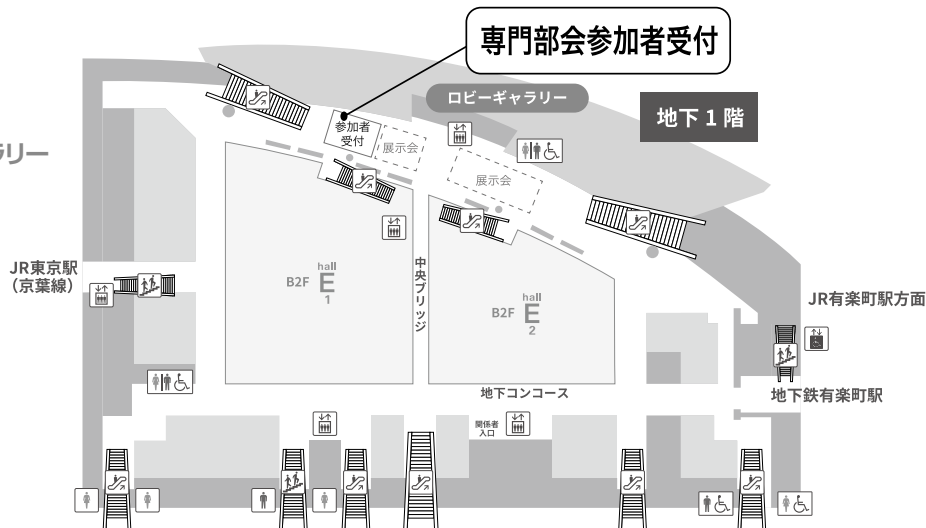 専門部会参加者受付
ロビーギャラリー
地下 1 階
参加者
受付
展示会
展示会
ラリー
JR東京駅
（京葉線）
B2F
hall
E
1
中央ブリッジ
B2F
hall
E
2
JR有楽町駅方面
地下鉄有楽町駅
地下コンコース
関係者
入口